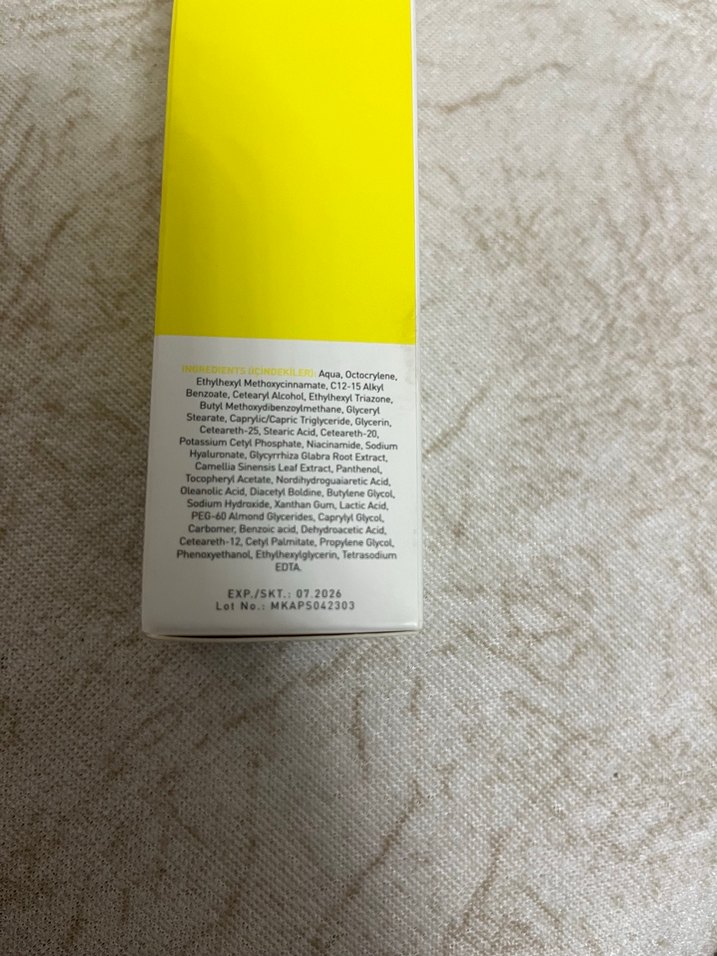 INGREDIENTS (İÇİNDEKİLER): Aqua, Octocrylene,
Ethylhexyl Methoxycinnamate, C12-15 Alkyl
Benzoate, Cetearyl Alcohol, Ethylhexyl Triazone,
Butyl Methoxydibenzoylmethane, Glyceryl
Stearate, Caprylic/Capric Triglyceride, Glycerin,
Ceteareth-25, Stearic Acid, Ceteareth-20,
Potassium Cetyl Phosphate, Niacinamide, Sodium
Hyaluronate, Glycyrrhiza Glabra Root Extract,
Camellia Sinensis Leaf Extract, Panthenol,
Tocopheryl Acetate, Nordihydroguaiaretic Acid,
Oleanolic Acid, Diacetyl Boldine, Butylene Glycol,
Sodium Hydroxide, Xanthan Gum, Lactic Acid,
PEG-60 Almond Glycerides, Caprylyl Glycol,
Carbomer, Benzoic acid, Dehydroacetic Acid,
Ceteareth-12, Cetyl Palmitate, Propylene Glycol,
Phenoxyethanol, Ethylhexylglycerin, Tetrasodium
EDTA.
EXP./SKT.: 07.2026
Lot No.: MKAPS042303